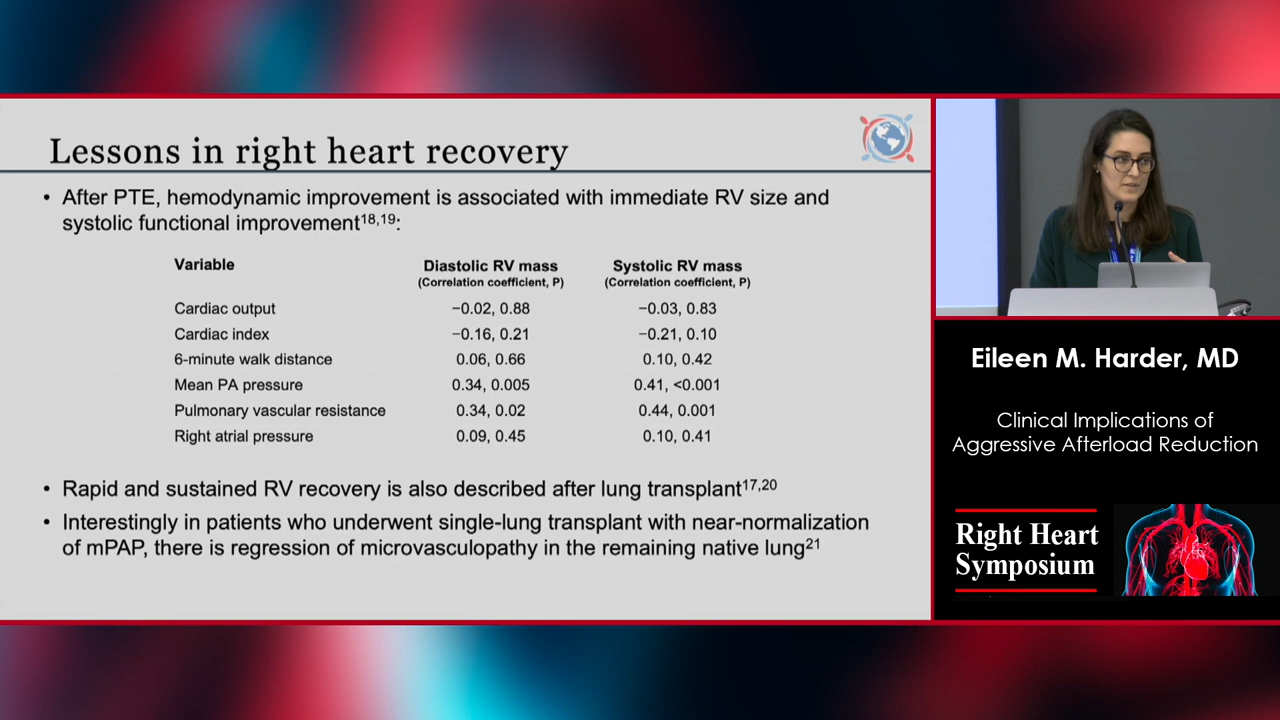 Lessons in right heart recovery
• After PTE, hemodynamic improvement is associated with immediate RV size and
systolic functional improvement18,19:
Variable Diastolic RV mass Systolic RV mass
(Correlation coefficient, P) (Correlation coefficient, P)
Cardiac output −0.02, 0.88 −0.03, 0.83
Cardiac index −0.16, 0.21 −0.21, 0.10
6-minute walk distance 0.06, 0.66 0.10, 0.42
Mean PA pressure 0.34, 0.005 0.41, <0.001
Pulmonary vascular resistance 0.34, 0.02 0.44, 0.001
Right atrial pressure 0.09, 0.45 0.10, 0.41
• Rapid and sustained RV recovery is also described after lung transplant17,20
• Interestingly in patients who underwent single-lung transplant with near-normalization
of mPAP, there is regression of microvasculopathy in the remaining native lung21
Eileen M. Harder, MD
Clinical Implications of
Aggressive Afterload Reduction
Right Heart
Symposium